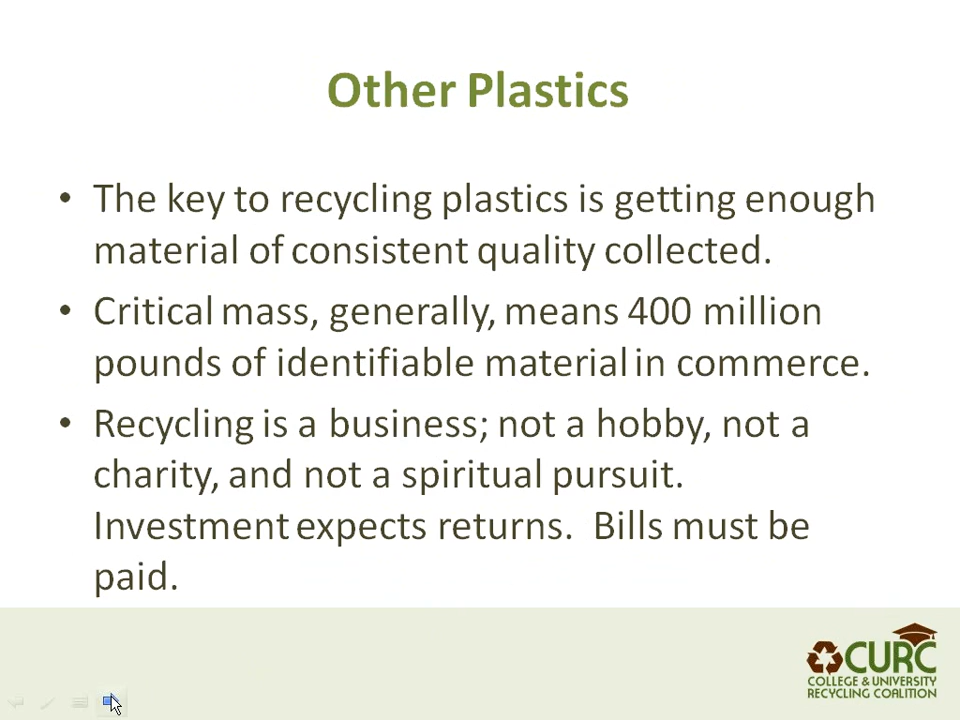 Other Plastics
• The key to recycling plastics is getting enough
material of consistent quality collected.
• Critical mass, generally, means 400 million
pounds of identifiable material in commerce.
• Recycling is a business; not a hobby, not a
charity, and not a spiritual pursuit.
Investment expects returns.  Bills must be
paid.
CURC
COLLEGE & UNIVERSITY
RECYCLING COALITION